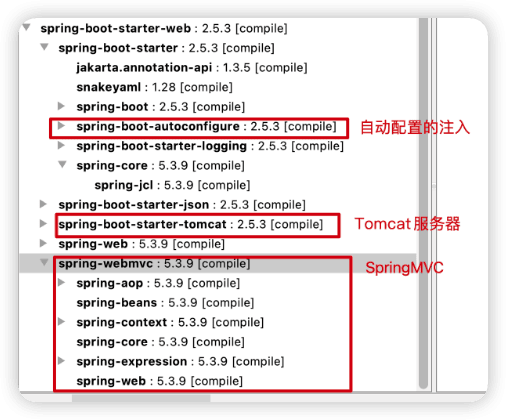 spring-boot-starter-web : 2.5.3 [compile]
spring-boot-starter : 2.5.3 [compile]
jakarta.annotation-api : 1.3.5 [compile]
snakeyaml : 1.28 [compile]
spring-boot : 2.5.3 [compile]
spring-boot-autoconfigure : 2.5.3 [compile] 自动配置的注入
spring-boot-starter-logging : 2.5.3 [compile]
spring-core : 5.3.9 [compile]
spring-jcl : 5.3.9 [compile]
spring-boot-starter-json : 2.5.3 [compile]
spring-boot-starter-tomcat : 2.5.3 [compile] Tomcat服务器
spring-web : 5.3.9 [compile]
spring-webmvc : 5.3.9 [compile] SpringMVC
spring-aop : 5.3.9 [compile]
spring-beans : 5.3.9 [compile]
spring-context : 5.3.9 [compile]
spring-core : 5.3.9 [compile]
spring-expression : 5.3.9 [compile]
spring-web : 5.3.9 [compile]